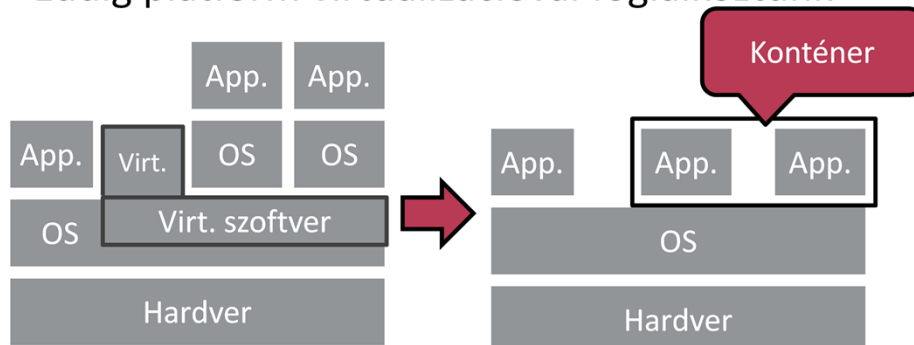 App.
App.
App.
Virt.
OS
OS
OS
Virt. szoftver
Hardver
Konténer
App.
App.
App.
OS
Hardver